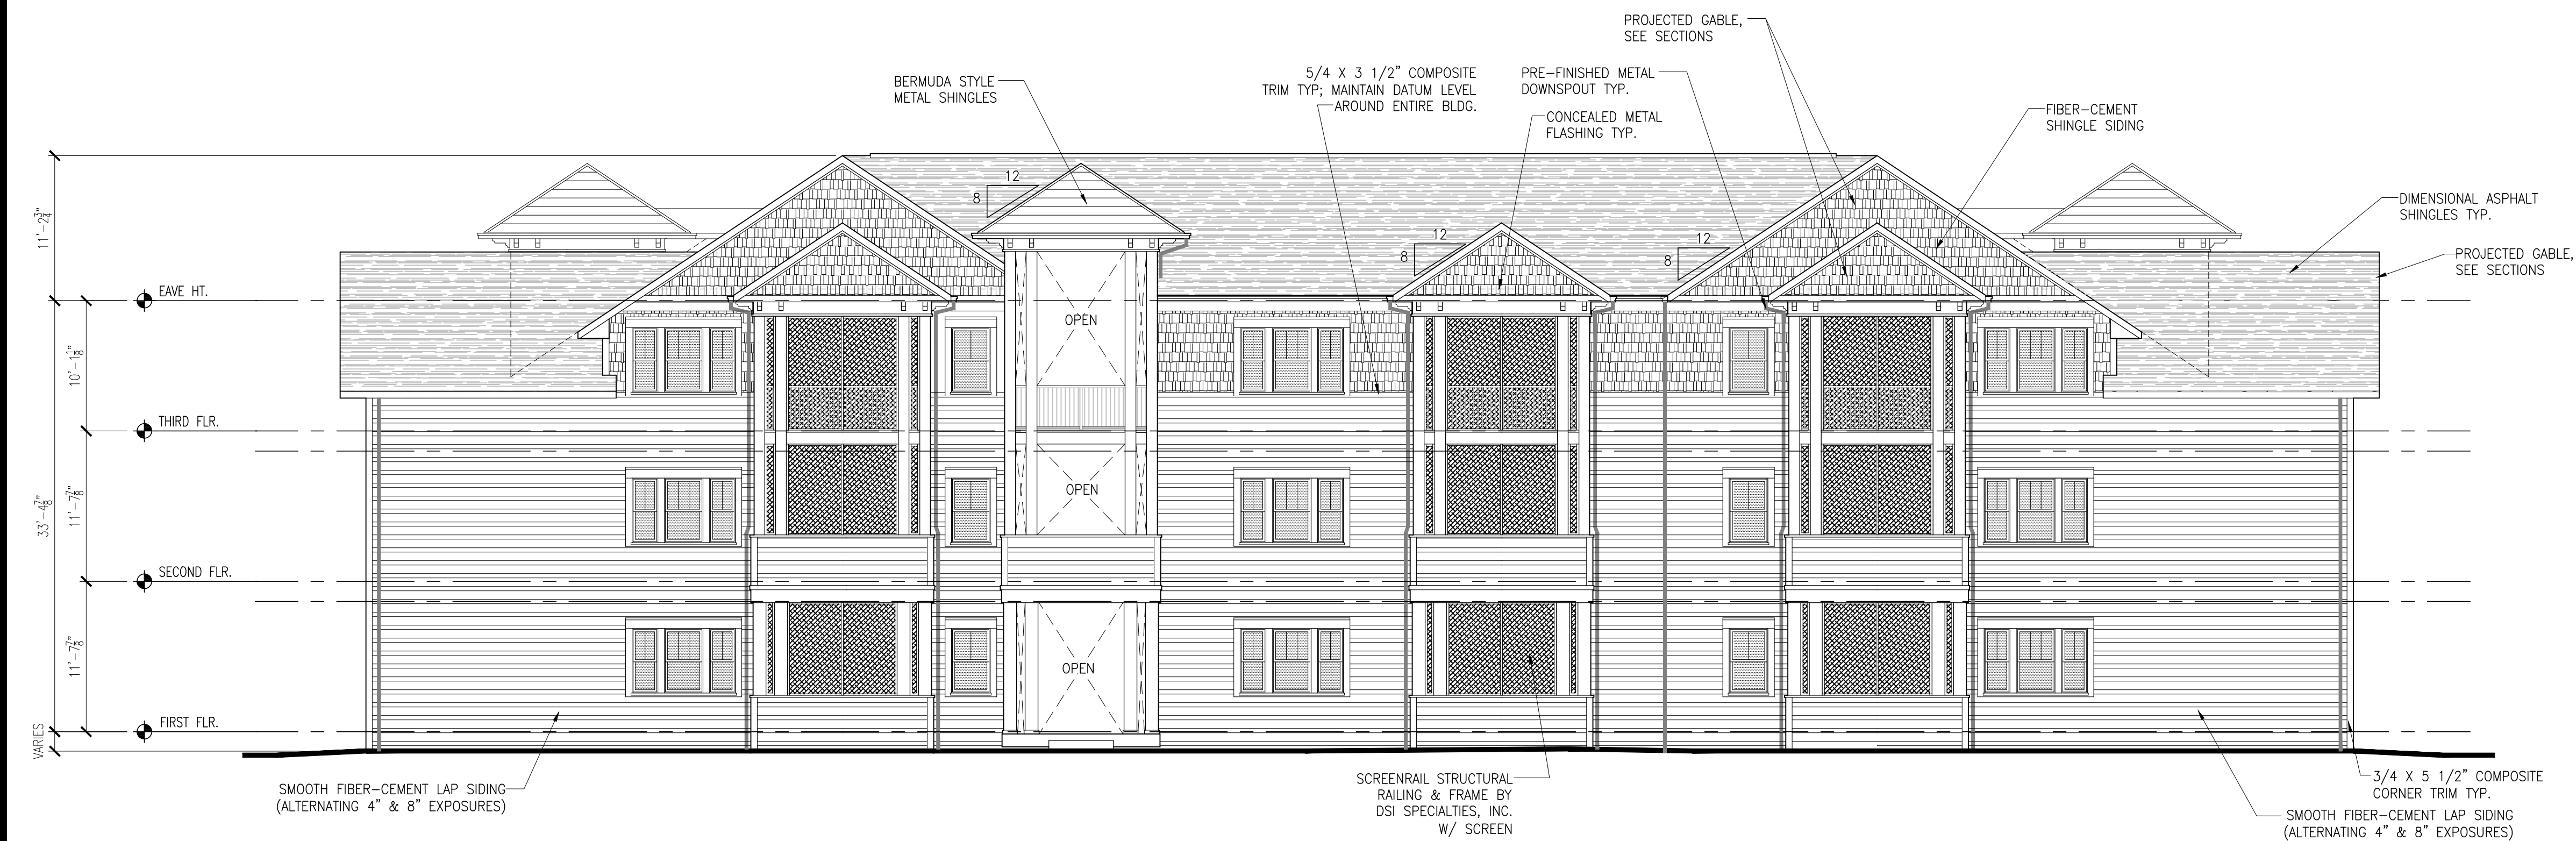 PROJECTED GABLE,
SEE SECTIONS
5/4 X 3 1/2" COMPOSITE
TRIM TYP; MAINTAIN DATUM LEVEL
AROUND ENTIRE BLDG.
PRE-FINISHED METAL
DOWNSPOUT TYP.
BERMUDA STYLE
METAL SHINGLES
CONCEALED METAL
FLASHING TYP.
FIBER-CEMENT
SHINGLE SIDING
12
8
12
8
12
8
DIMENSIONAL ASPHALT
SHINGLES TYP.
PROJECTED GABLE,
SEE SECTIONS
11'-2 3/4"
EAVE HT.
OPEN
10'-1 1/8"
THIRD FLR.
33'-4 7/8"
11'-7 7/8"
OPEN
SECOND FLR.
11'-7 7/8"
OPEN
FIRST FLR.
VARIES
SMOOTH FIBER-CEMENT LAP SIDING
(ALTERNATING 4" & 8" EXPOSURES)
SCREENRAIL STRUCTURAL
RAILING & FRAME BY
DSI SPECIALTIES, INC.
W/ SCREEN
3/4 X 5 1/2" COMPOSITE
CORNER TRIM TYP.
SMOOTH FIBER-CEMENT LAP SIDING
(ALTERNATING 4" & 8" EXPOSURES)